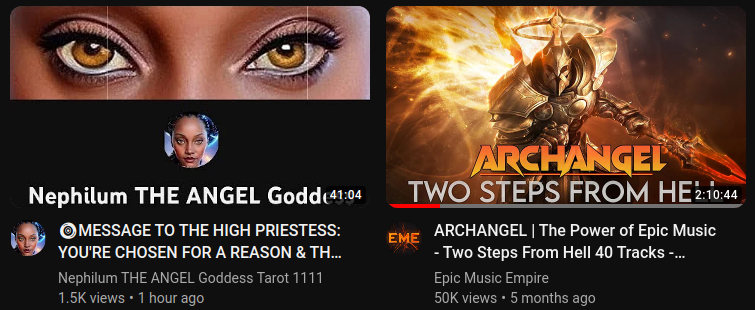 Nephilum THE ANGEL Godd
41:04
MESSAGE TO THE HIGH PRIESTESS:
YOU'RE CHOSEN FOR A REASON & TH...
Nephilum THE ANGEL Goddess Tarot 1111
1.5K views • 1 hour ago
ARCHANGEL
TWO STEPS FROM HELL
2:10:44
EME
ARCHANGEL | The Power of Epic Music
- Two Steps From Hell 40 Tracks -...
Epic Music Empire
50K views • 5 months ago